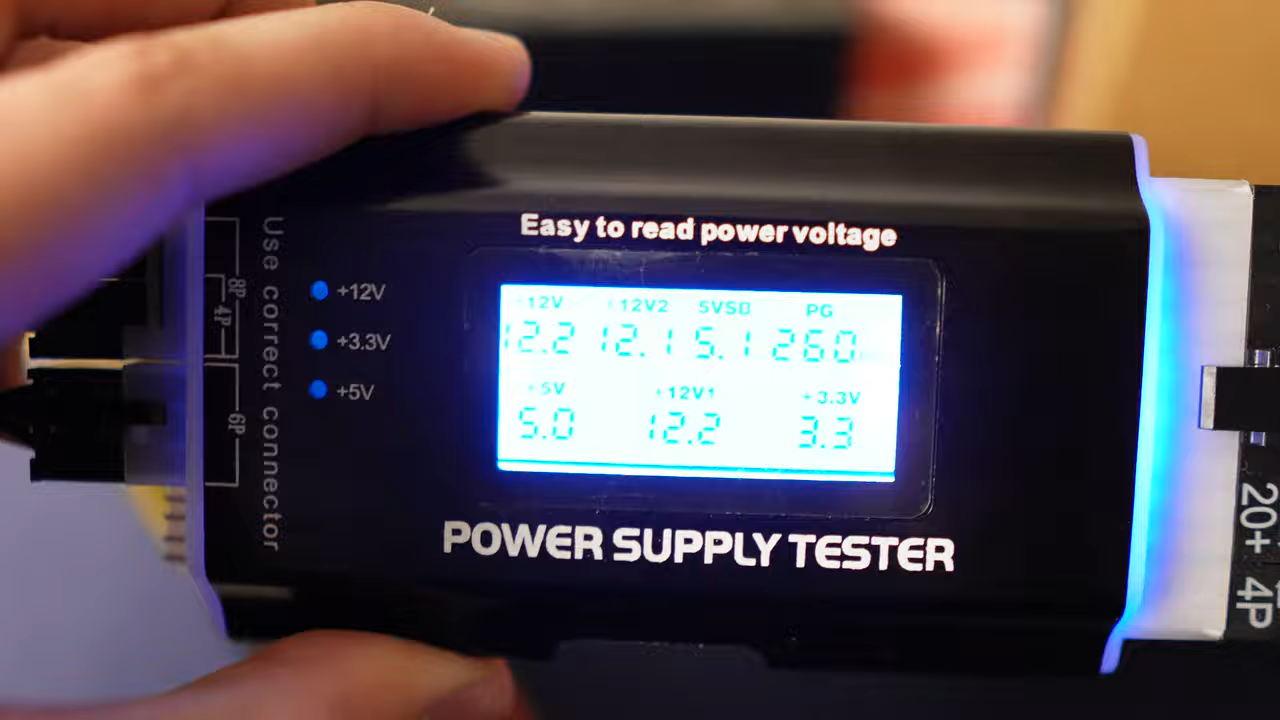 Easy to read power voltage
-12V +12V2 5VSB PG
12.2 12.1 5.1 260
+5V +12V1 +3.3V
5.0 12.2 3.3
POWER SUPPLY TESTER
+12V
+3.3V
+5V
Use correct connector
8P
4P
6P
20+ 4P